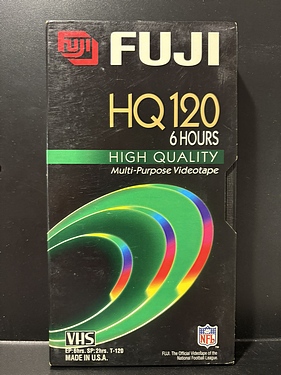 FUJI
FUJI
HQ 120
6 HOURS
HIGH QUALITY
Multi-Purpose Videotape
VHS
EP:6hrs. SP:2hrs. T-120
MADE IN U.S.A.
NFL
FUJI: The Official Videotape of the
National Football League.